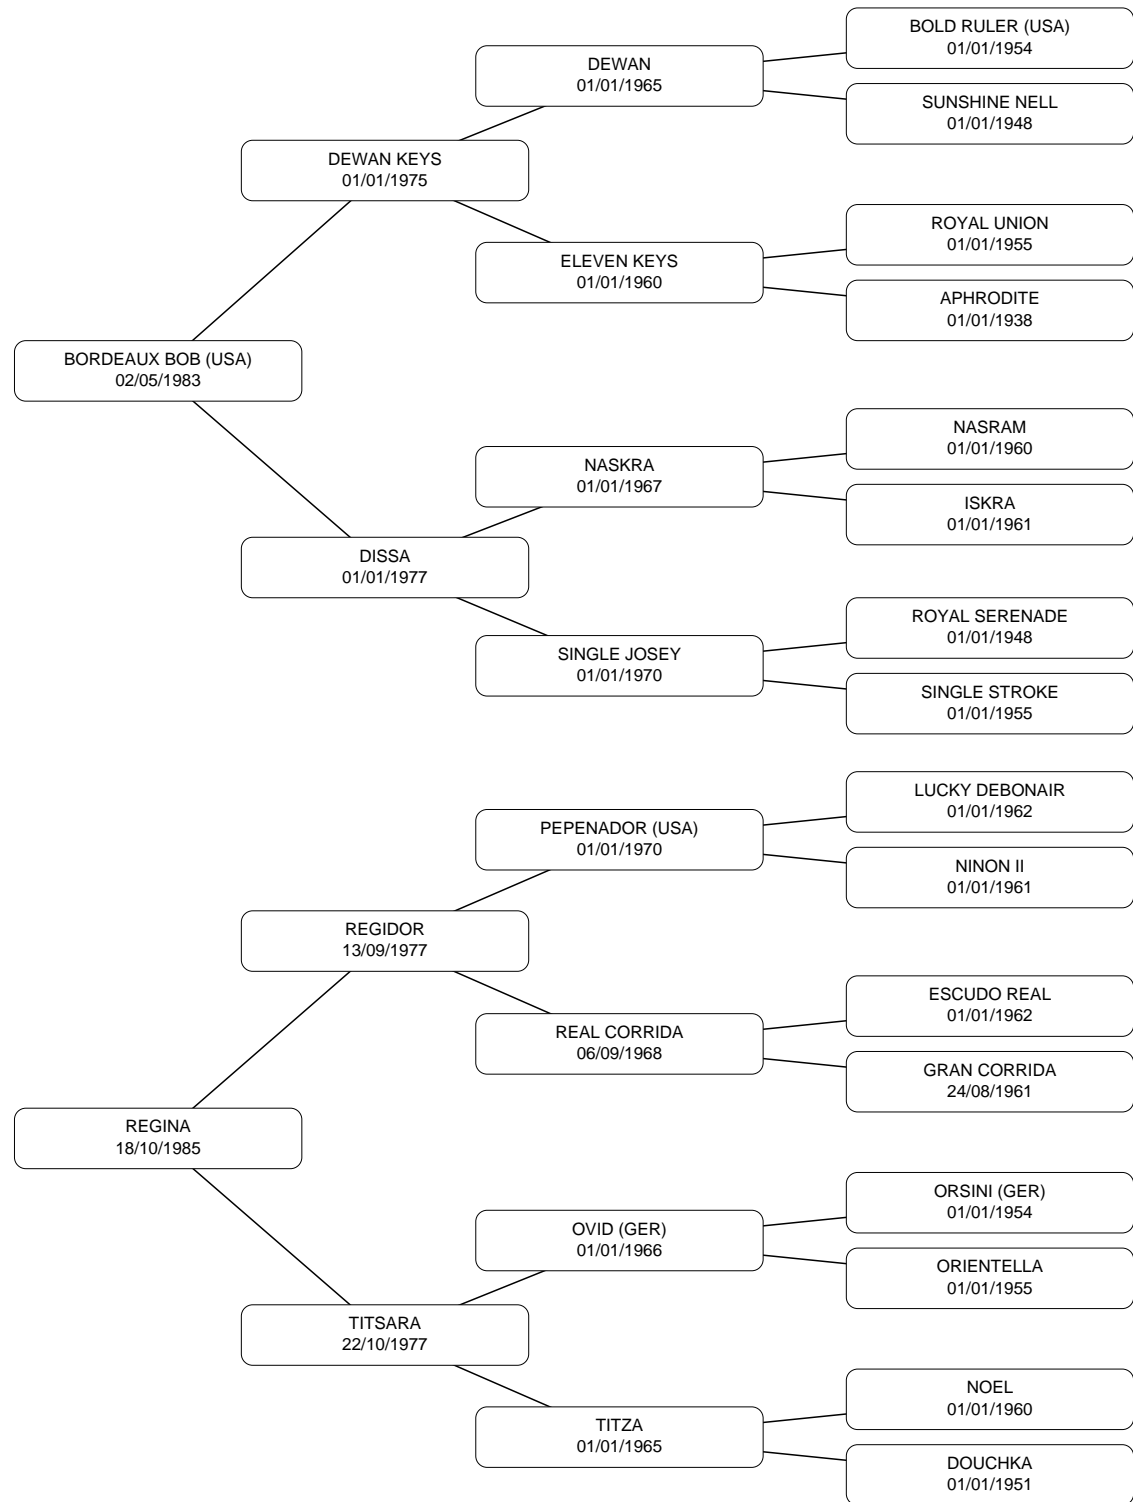 BOLD RULER (USA)
01/01/1954
DEWAN
01/01/1965
SUNSHINE NELL
01/01/1948
DEWAN KEYS
01/01/1975
ROYAL UNION
01/01/1955
ELEVEN KEYS
01/01/1960
APHRODITE
01/01/1938
BORDEAUX BOB (USA)
02/05/1983
NASRAM
01/01/1960
NASKRA
01/01/1967
ISKRA
01/01/1961
DISSA
01/01/1977
ROYAL SERENADE
01/01/1948
SINGLE JOSEY
01/01/1970
SINGLE STROKE
01/01/1955
LUCKY DEBONAIR
01/01/1962
PEPENADOR (USA)
01/01/1970
NINON II
01/01/1961
REGIDOR
13/09/1977
ESCUDO REAL
01/01/1962
REAL CORRIDA
06/09/1968
GRAN CORRIDA
24/08/1961
REGINA
18/10/1985
ORSINI (GER)
01/01/1954
OVID (GER)
01/01/1966
ORIENTELLA
01/01/1955
TITSARA
22/10/1977
NOEL
01/01/1960
TITZA
01/01/1965
DOUCHKA
01/01/1951